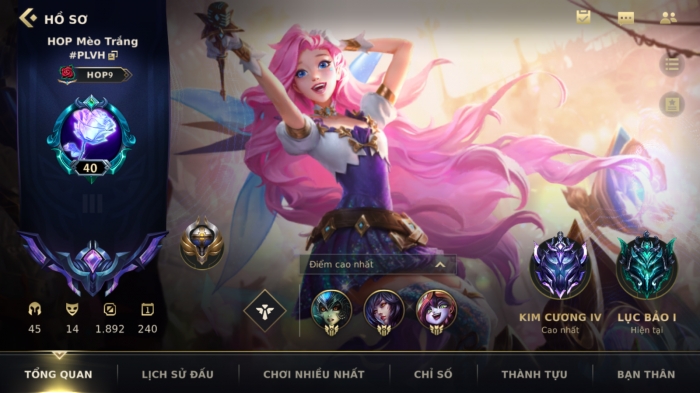 HỒ SƠ
HOP Mèo Trắng
#PLVH
HOP9
40
45
14
1.892
240
Điểm cao nhất
KIM CƯƠNG IV
Cao nhất
LỤC BẢO I
Hiện tại
TỔNG QUAN
LỊCH SỬ ĐẤU
CHƠI NHIỀU NHẤT
CHỈ SỐ
THÀNH TỰU
BẠN THÂN